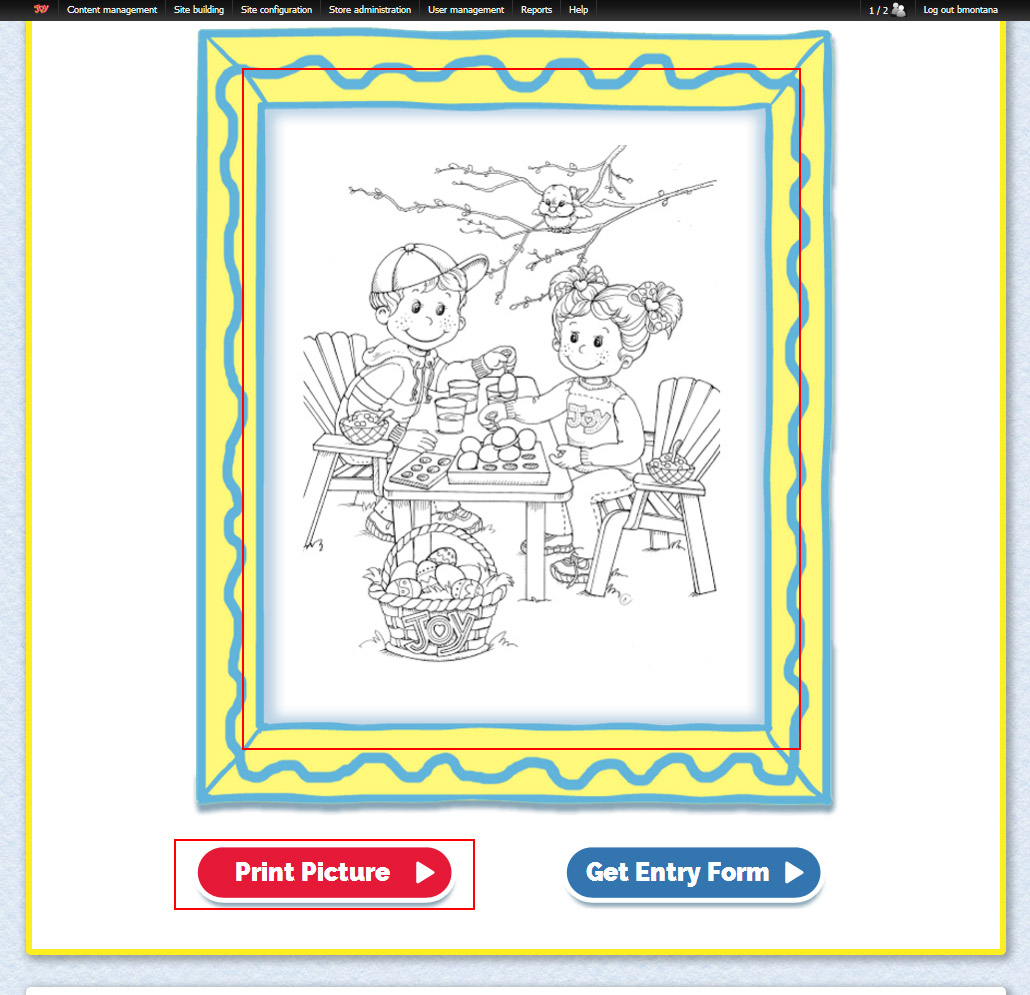 JOY Content management Site building Site configuration Store administration User management Reports Help 1 / 2 Log out bmontana
JOY
JOY
Print Picture
Get Entry Form